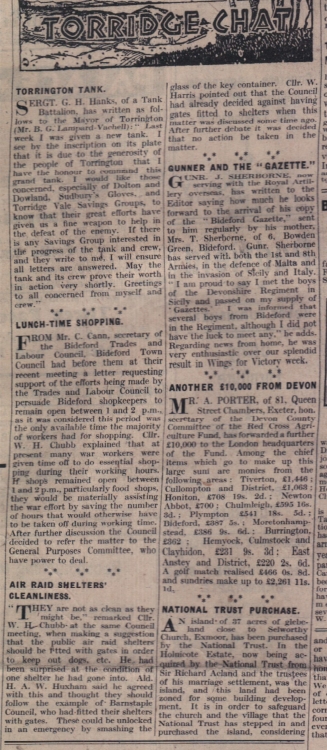 TORRIDGE CHAT
TORRINGTON TANK.
SERGT. G. H. Hanks, of a Tank
Battalion, has written as fol-
lows to the Mayor of Torrington
(Mr. B. G. Lampard-Vachell): "Last
week I was given a new tank. I
see by the inscription on its plate
that it is due to the generosity of
the people of Torrington that I
have the honour to command this
grand tank. I would like those
concerned, especially of Dolton and
Dowland, Sudbury's Gloves, and
Torridge Vale Savings Groups, to
know that their great efforts have
given us a fine weapon to help in
the defeat of the enemy. If there
is any Savings Group interested in
the progress of the tank and crew,
and they write to me, I will ensure
all letters are answered. May the
tank and its crew prove their worth
in action very shortly. Greetings
to all concerned from myself and
crew."
LUNCH-TIME SHOPPING.
FROM Mr. C. Cann, secretary of
the Bideford Trades and
Labour Council, Bideford Town
Council had before them at their
recent meeting a letter requesting
support of the efforts being made by
the Trades and Labour Council to
persuade Bideford shopkeepers to
remain open between 1 and 2 p.m.,
as it was considered this period was
the only available time the majority
of workers had for shopping. Cllr.
W. H. Chubb explained that at
present many war workers were
given time off to do essential shop-
ping during their working hours.
If shops remained open between
1 and 2 p.m., particularly food shops,
they would be materially assisting
the war effort by saving the number
of hours that would otherwise have
to be taken off during working time.
After further discussion the Council
decided to refer the matter to the
General Purposes Committee, who
have power to deal.
AIR RAID SHELTERS'
CLEANLINESS.
"THEY are not as clean as they
might be," remarked Cllr.
W. H. Chubb at the same Council
meeting, when making a suggestion
that the public air raid shelters
should be fitted with gates in order
to keep out dogs, etc. He had
been surprised at the condition of
one shelter he had gone into. Ald.
H. A. W. Huxham said he agreed
with this and thought they should
follow the example of Barnstaple
Council, who had fitted their shelters
with gates. These could be unlocked
in an emergency by smashing the
glass of the key container. Cllr. W.
Harris pointed out that the Council
had already decided against having
gates fitted to shelters when this
matter was discussed some time ago.
After further debate it was decided
that no action be taken in the
matter.
GUNNER AND THE "GAZETTE."
GUNR. J. SHERBORNE, now
serving with the Royal Artil-
overseas, has written to the
Editor saying how much he looks
forward to the arrival of his copy
of the "Bideford Gazette," sent
to him regularly by his mother,
Mrs. T. Sherborne, of 6, Bowden
Green, Bideford. Gunr. Sherborne
has served with both the 1st and 8th
Armies, in the defence of Malta and
in the invasion of Sicily and Italy.
"I am proud to say I met the boys
of the Devonshire Regiment in
Sicily and passed on my supply of
"Gazettes. I was informed that
several boys from Bideford were
in the Regiment, although I did not
have the luck to meet any," he adds.
Regarding news from home, he was
very enthusiastic over our splendid
result in Wings for Victory week.
ANOTHER £10,000 FROM DEVON
MR. A. PORTER, of 81, Queen
Street Chambers, Exeter, hon.
secretary of the Devon County
Committee of the Red Cross Agri-
culture Fund, has forwarded a further
£10,000 to the London headquarters
of the Fund. Among the chief
items which go to make up this
large sum are monies from the
following areas: Tiverton, £1,446;
Cullompton and District, £1,063;
Honiton, £708 19s. 2d.; Newton
Abbot, £700; Chulmleigh, £595 16s.
3d.; Plympton £541 18s. 5d.;
Bideford, £387 5s.; Moretonhamp-
stead, £386 9s. 6d.; Burrington,
£362; Hemyock, Culmstock and
Clayhidon, £231 9s. 3d; East
Anstey and District, £220 2s. 6d.
A golf match realised £466 0s. 8d.
and sundries make up to £2,261 11s.
1d.
NATIONAL TRUST PURCHASE.
AN island of 37 acres of glebe-
land close to Selworthy
Church, Exmoor, has been purchased
by the National Trust, in the
Holnicote Estate, now being ac-
quired by the National Trust from
Sir Richard Acland and the trustees
of his marriage settlement, was the
island, and this land had been
zoned for some building develop-
ment. It is in order to safeguard
the church and the village that the
National Trust has stepped in and
purchased the island, considering